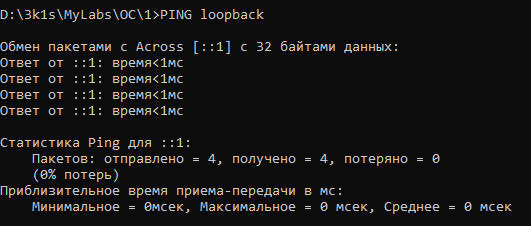 D:\3k1s\MyLabs\OC\1>PING loopback
Обмен пакетами с Across [::1] с 32 байтами данных:
Ответ от ::1: время<1мс
Ответ от ::1: время<1мс
Ответ от ::1: время<1мс
Ответ от ::1: время<1мс
Статистика Ping для ::1:
Пакетов: отправлено = 4, получено = 4, потеряно = 0
(0% потерь)
Приблизительное время приема-передачи в мс:
Минимальное = 0мсек, Максимальное = 0 мсек, Среднее = 0 мсек